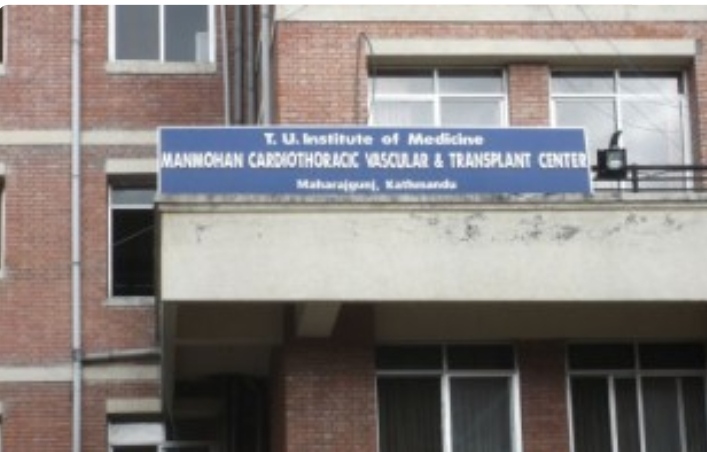 T. U. Institute of Medicine
MANMOHAN CARDIOTHORACIC VASCULAR & TRANSPLANT CENTER
Maharajgunj, Kathmandu